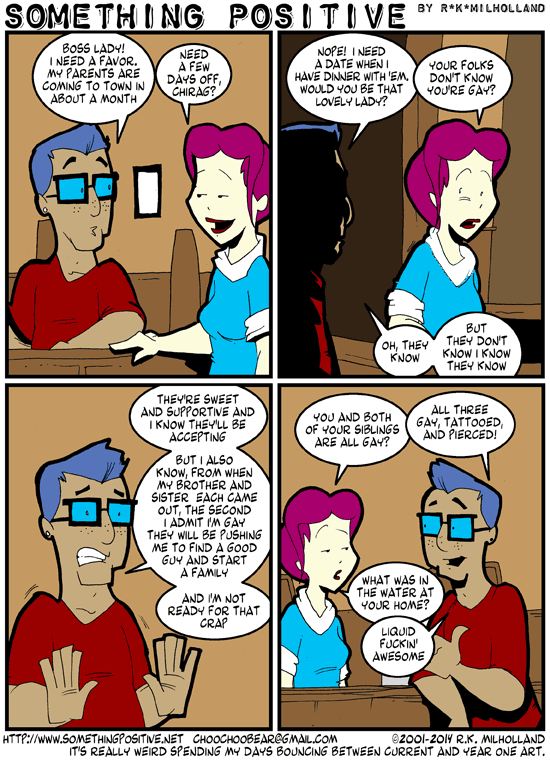 SOMETHING POSITIVE BY R*K*MILHOLLAND
BOSS LADY!
I NEED A FAVOR.
MY PARENTS ARE
COMING TO TOWN IN
ABOUT A MONTH
NEED
A FEW
DAYS OFF,
CHIRAG?
NOPE! I NEED
A DATE WHEN I
HAVE DINNER WITH 'EM.
WOULD YOU BE THAT
LOVELY LADY?
YOUR FOLKS
DON'T KNOW
YOU'RE GAY?
OH, THEY
KNOW
BUT
THEY DON'T
KNOW I KNOW
THEY KNOW
THEY'RE SWEET
AND SUPPORTIVE AND
I KNOW THEY'LL BE
ACCEPTING
BUT I ALSO
KNOW, FROM WHEN
MY BROTHER AND
SISTER EACH CAME
OUT, THE SECOND
I ADMIT I'M GAY
THEY WILL BE PUSHING
ME TO FIND A GOOD
GUY AND START
A FAMILY
AND I'M NOT
READY FOR THAT
CRAP
YOU AND BOTH
OF YOUR SIBLINGS
ARE ALL GAY?
ALL THREE
GAY, TATTOOED,
AND PIERCED!
WHAT WAS IN
THE WATER AT
YOUR HOME?
LIQUID
FUCKIN'
AWESOME
HTTP://WWW.SOMETHINGPOSITIVE.NET CHOOCHOOBEAR@GMAIL.COM ©2001-2014 R.K. MILHOLLAND
IT'S REALLY WEIRD SPENDING MY DAYS BOUNCING BETWEEN CURRENT AND YEAR ONE ART.